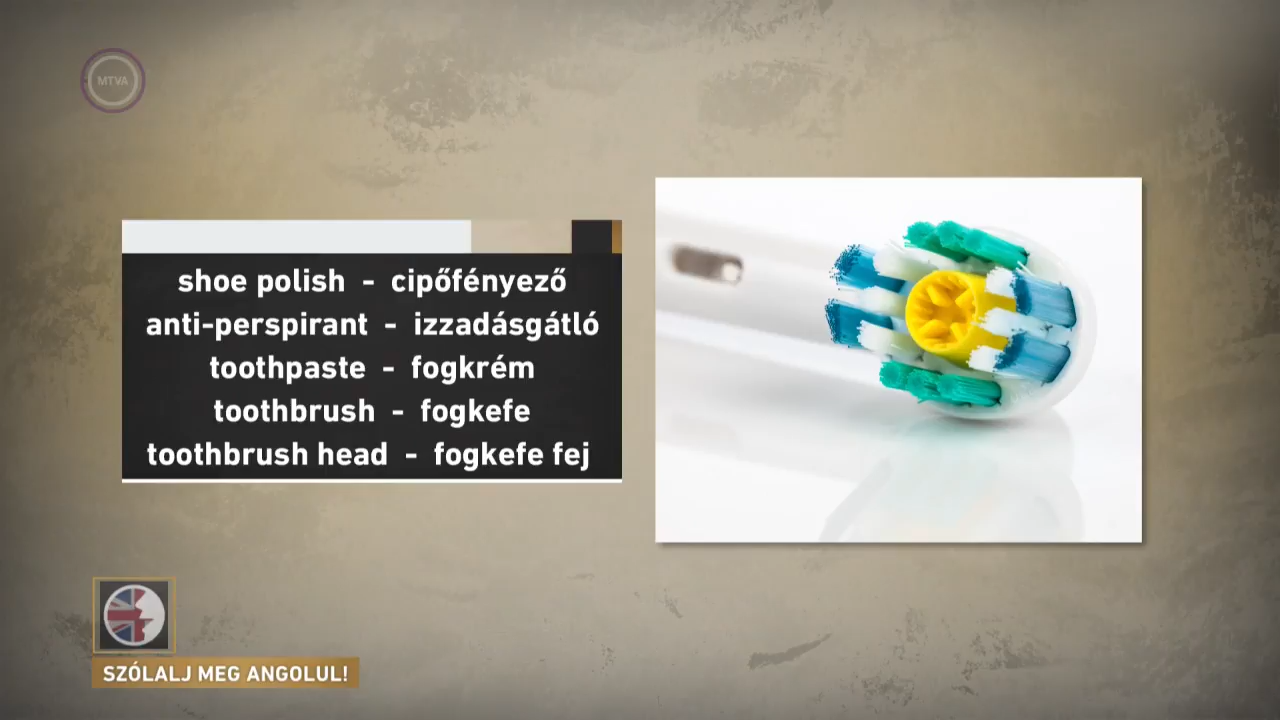 MTVA
shoe polish - cipőfényező
anti-perspirant - izzadásgátló
toothpaste - fogkrém
toothbrush - fogkefe
toothbrush head - fogkefe fej
SZÓLALJ MEG ANGOLUL!